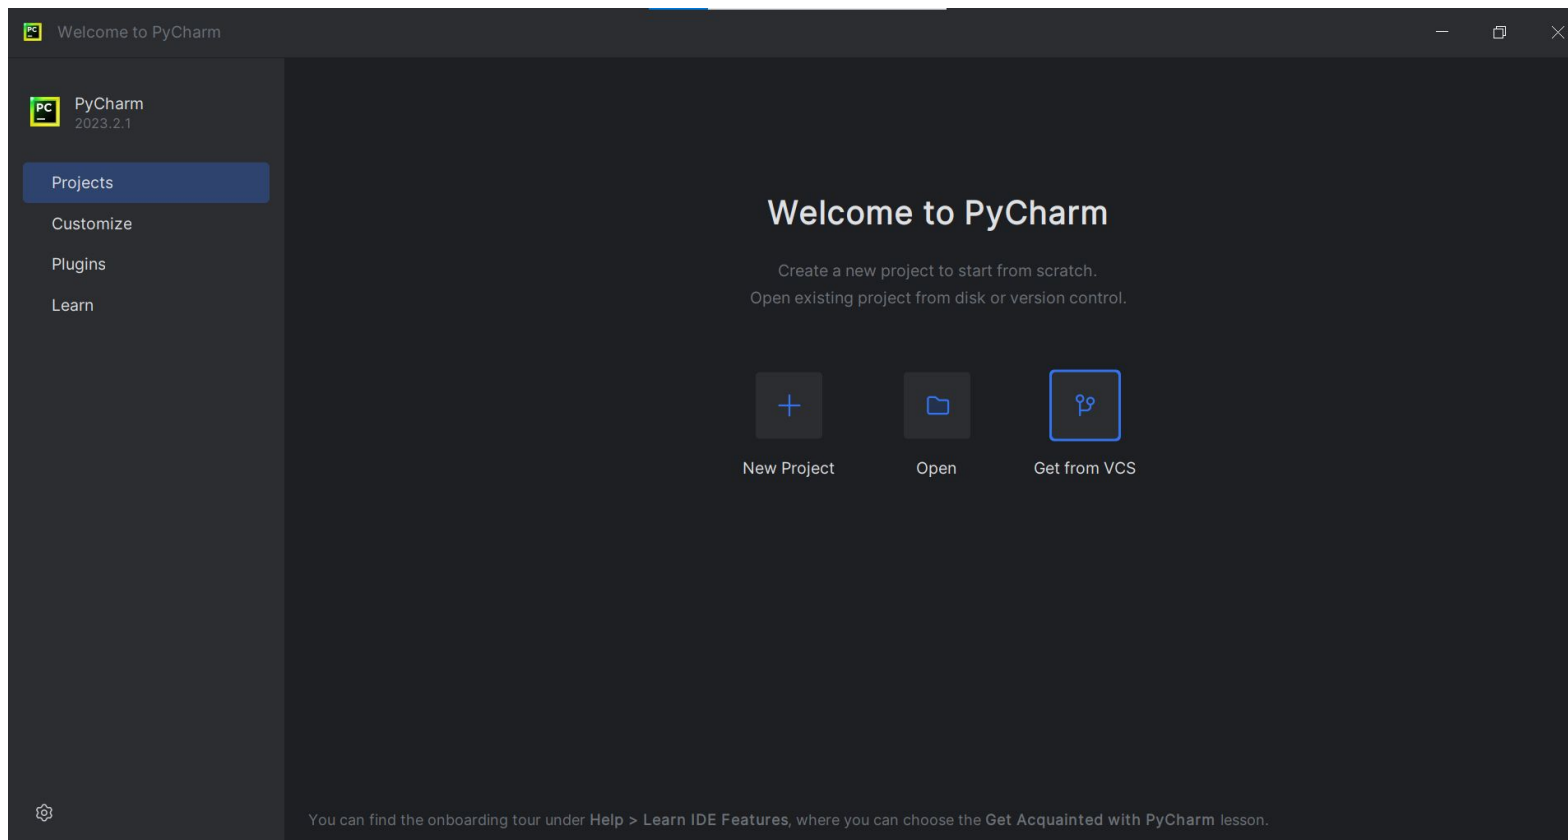 PC
Welcome to PyCharm
PC
PyCharm
2023.2.1
Projects
Customize
Plugins
Learn
Welcome to PyCharm
Create a new project to start from scratch.
Open existing project from disk or version control.
New Project
Open
Get from VCS
You can find the onboarding tour under Help > Learn IDE Features, where you can choose the Get Acquainted with PyCharm lesson.